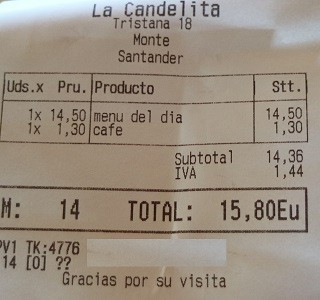 La Candelita
Tristana 18
Monte
Santander
Uds.x Pru. Producto Stt.
1x 14,50 menu del dia 14,50
1x 1,30 cafe 1,30
Subtotal 14,36
IVA 1,44
M: 14 TOTAL: 15,80Eu
PV1 TK:4776
14 [0] ??
Gracias por su visita